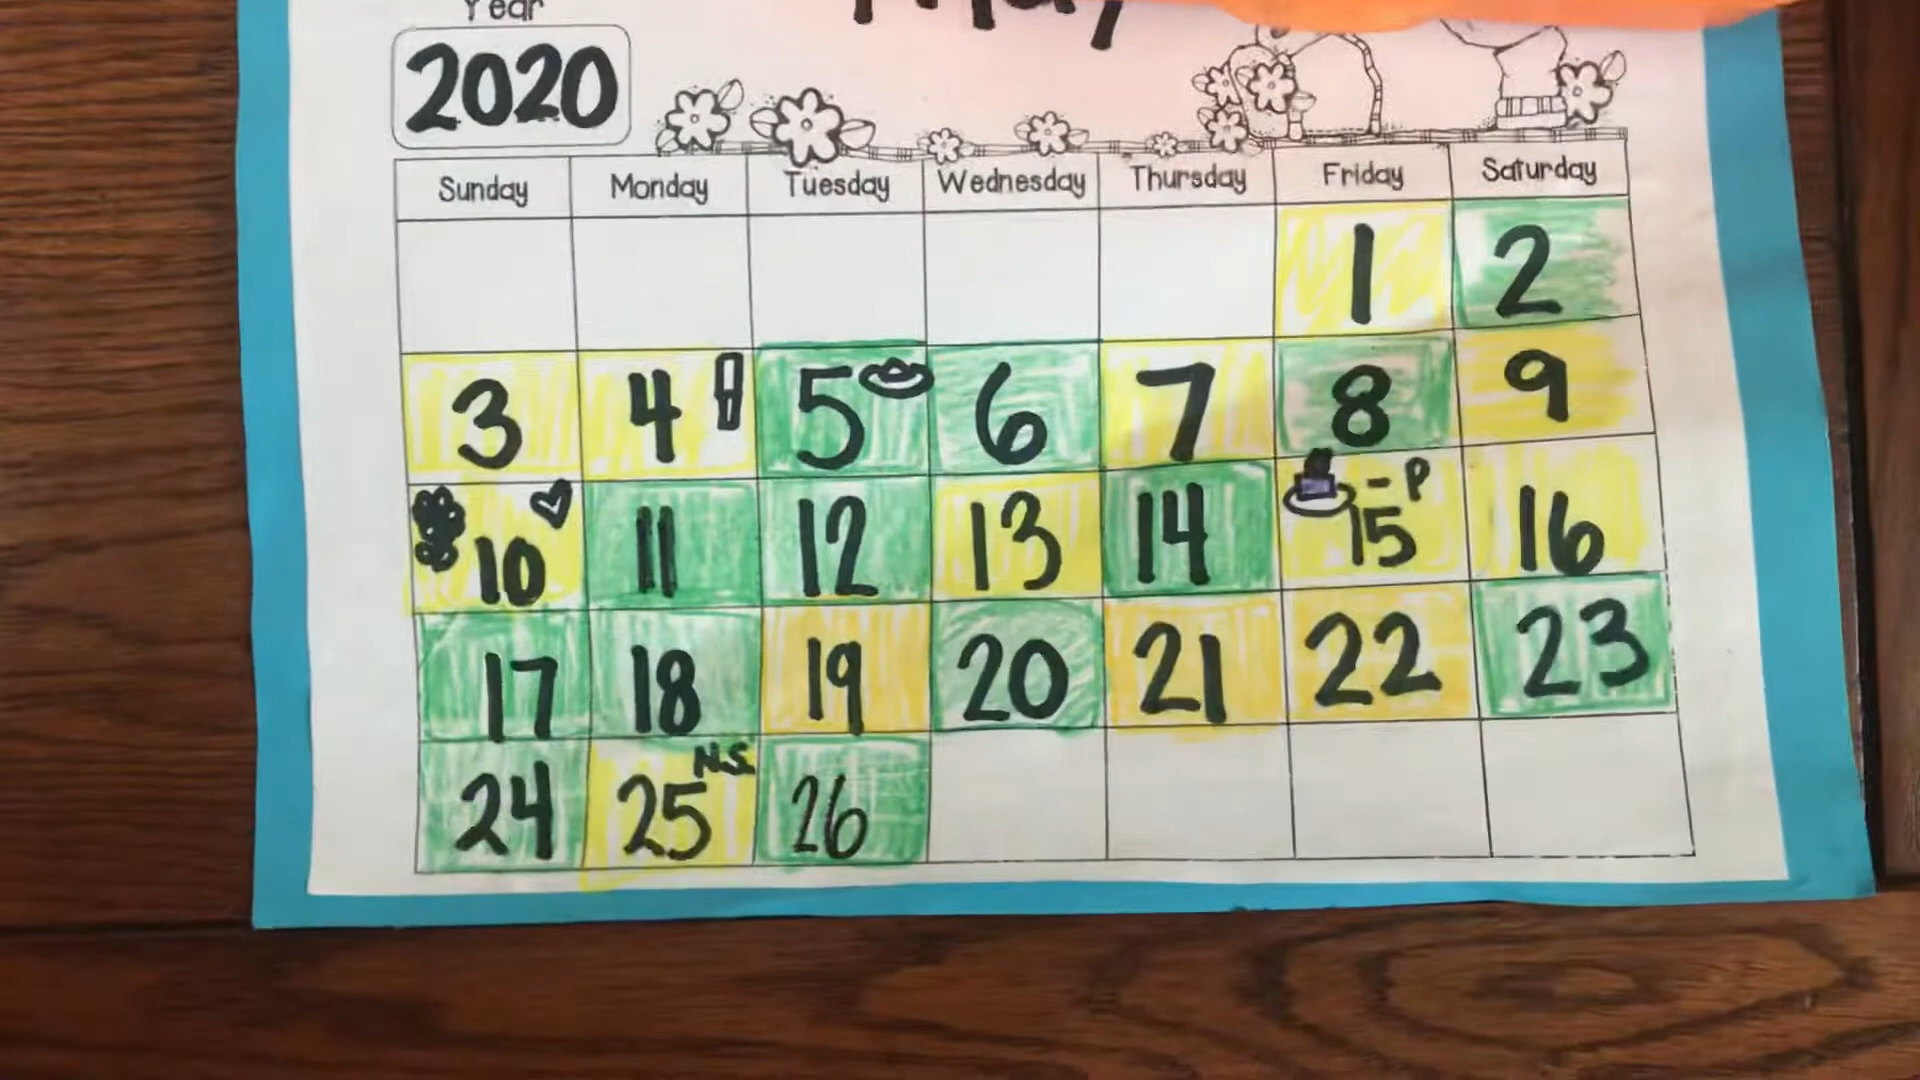 Year
May
2020
Sunday Monday Tuesday Wednesday Thursday Friday Saturday
1 2
3 4 5 6 7 8 9
10 11 12 13 14 15 -P 16
17 18 19 20 21 22 23
24 25 N.S. 26